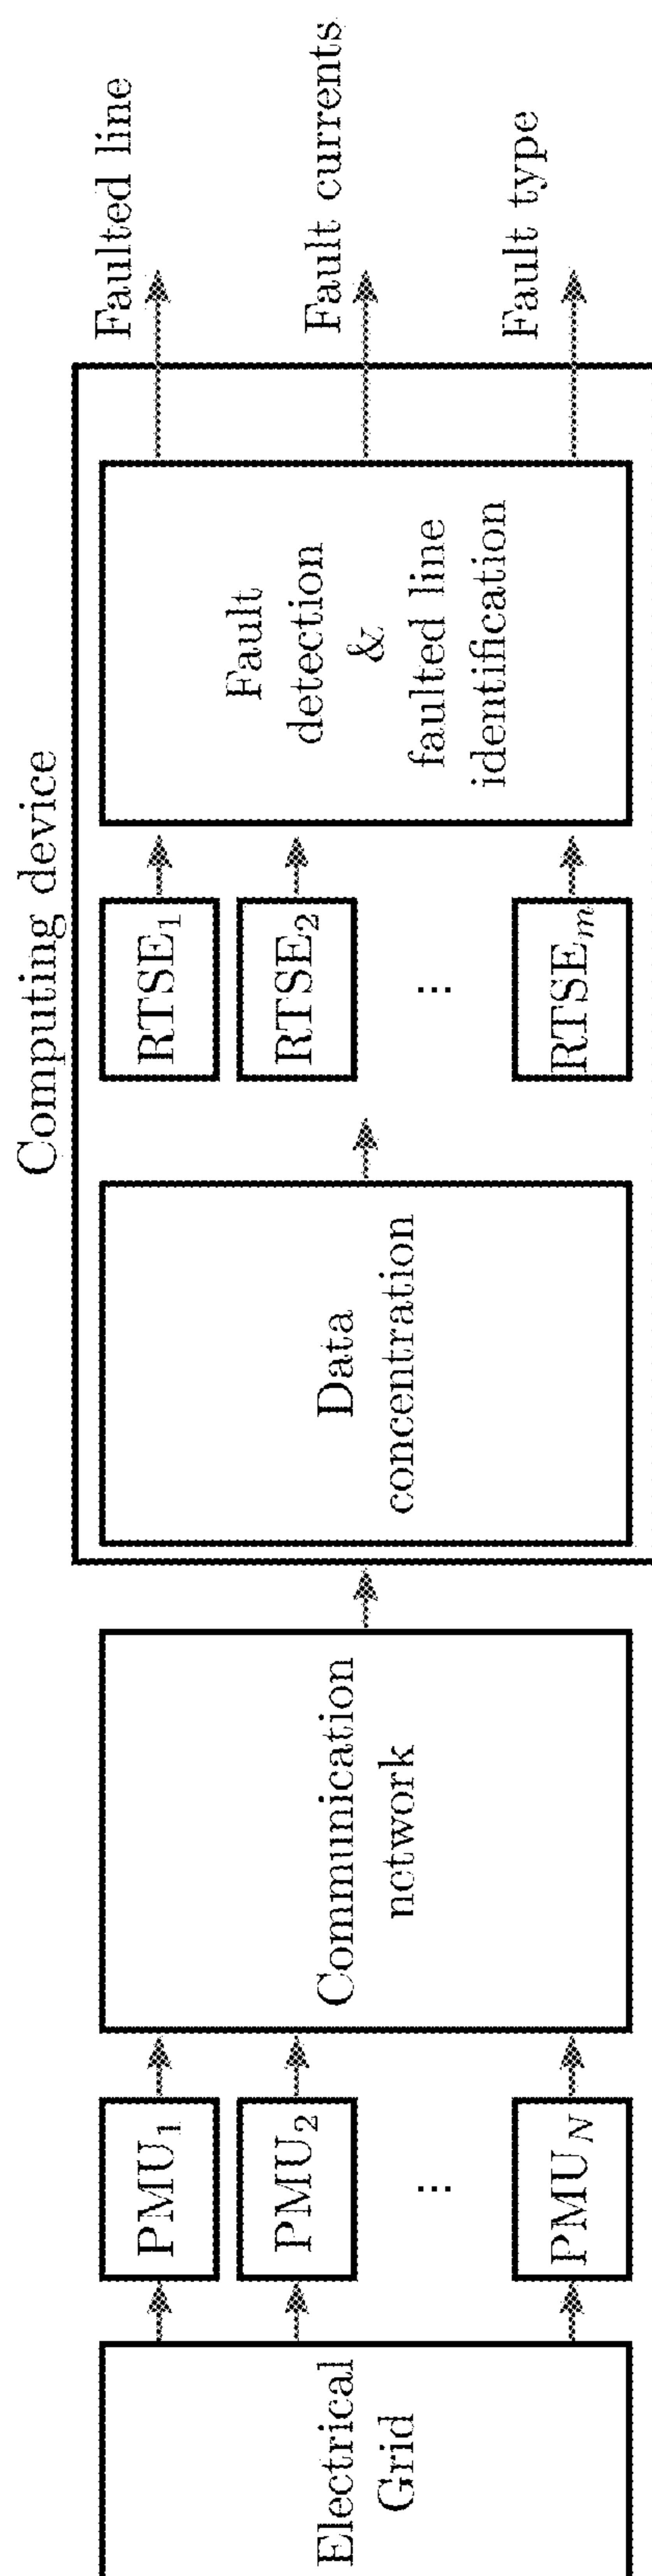 Electrical
Grid
PMU1
PMU2
...
PMUN
Communication
network
Computing device
Data
concentration
RTSE1
RTSE2
...
RTSEm
Fault
detection
&
faulted line
identification
Faulted line
Fault currents
Fault type